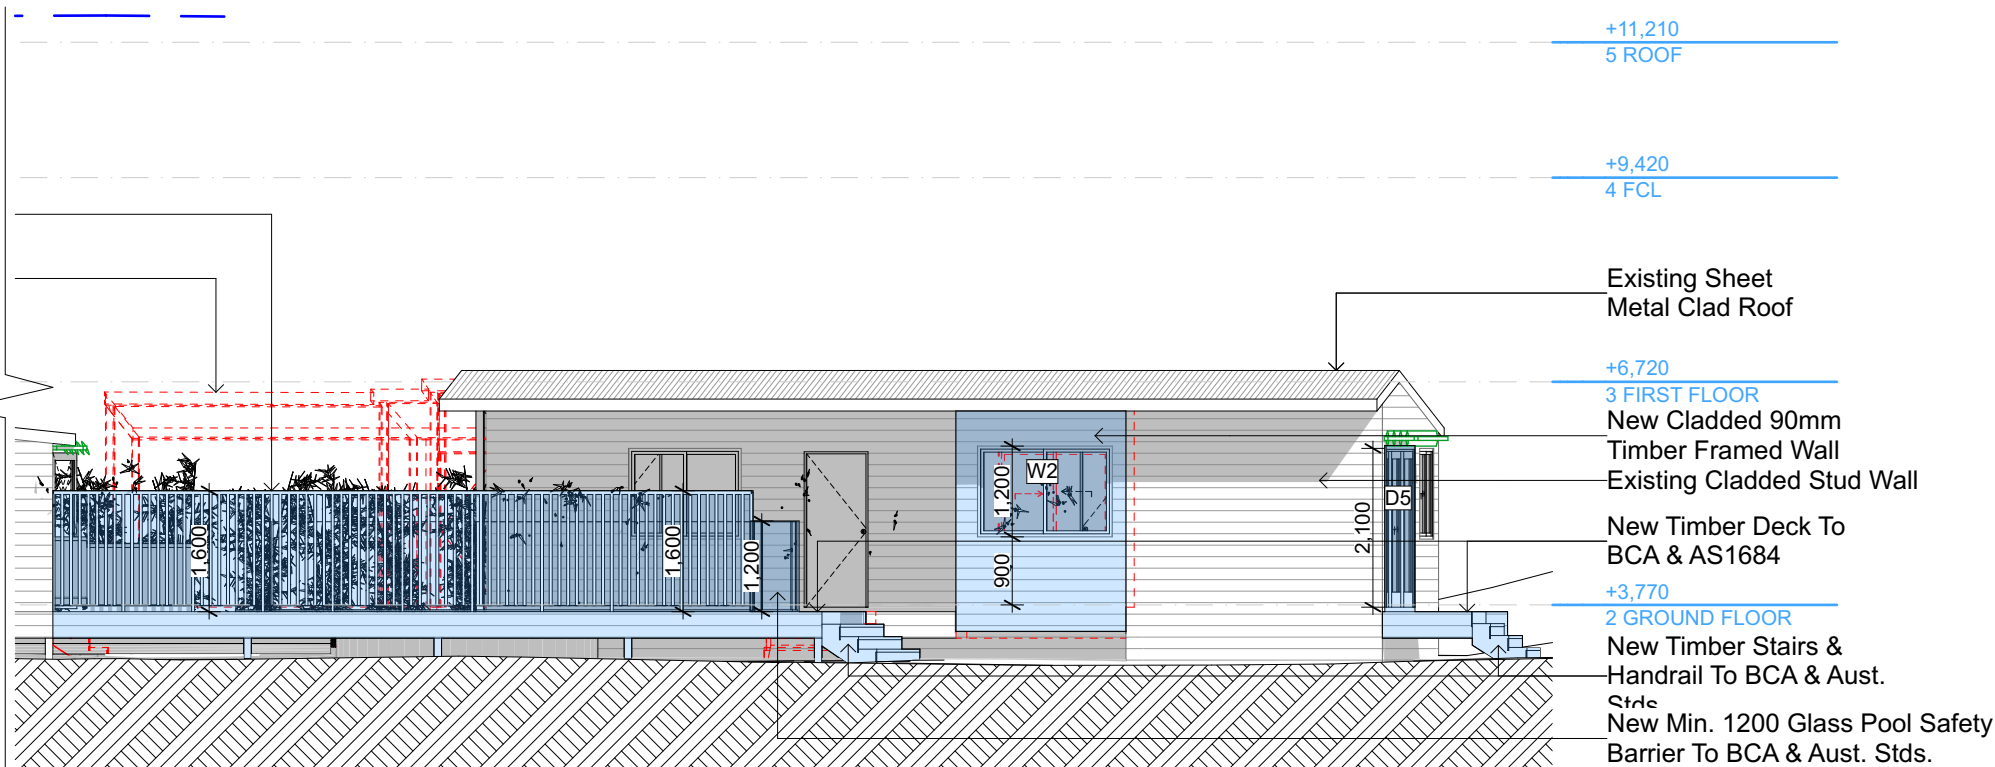 +11,210
5 ROOF
+9,420
4 FCL
Existing Sheet
Metal Clad Roof
+6,720
3 FIRST FLOOR
New Cladded 90mm
Timber Framed Wall
Existing Cladded Stud Wall
New Timber Deck To
BCA & AS1684
+3,770
2 GROUND FLOOR
New Timber Stairs &
Handrail To BCA & Aust.
Stds
New Min. 1200 Glass Pool Safety
Barrier To BCA & Aust. Stds.
1,600
1,600
1,200
1,200
W2
900
2,100
D5